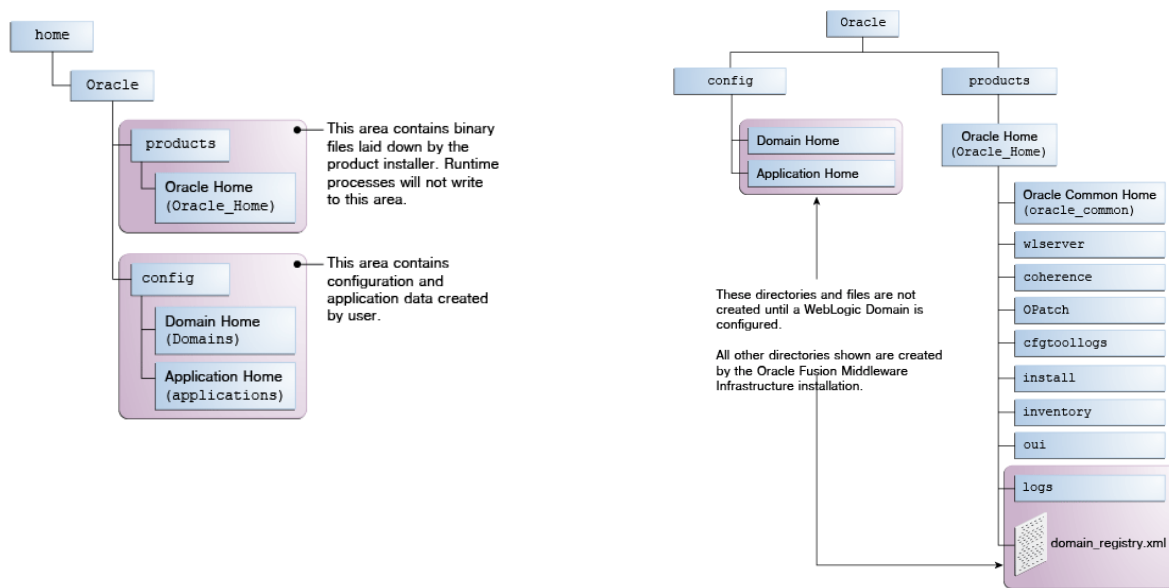 home
Oracle
products
Oracle Home
(Oracle_Home)
This area contains binary
files laid down by the
product installer. Runtime
processes will not write
to this area.
config
Domain Home
(Domains)
Application Home
(applications)
This area contains
configuration and
application data created
by user.
Oracle
config
Domain Home
Application Home
These directories and files are not
created until a WebLogic Domain is
configured.
All other directories shown are created
by the Oracle Fusion Middleware
Infrastructure installation.
products
Oracle Home
(Oracle_Home)
Oracle Common Home
(oracle_common)
wlserver
coherence
OPatch
cfgtoollogs
install
inventory
oui
logs
domain_registry.xml